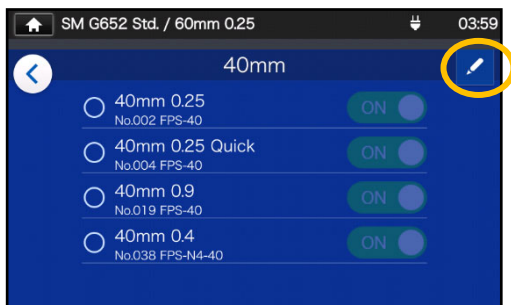 SM G652 Std. / 60mm 0.25 03:59
40mm
40mm 0.25 ON
No.002 FPS-40
40mm 0.25 Quick ON
No.004 FPS-40
40mm 0.9 ON
No.019 FPS-40
40mm 0.4 ON
No.038 FPS-N4-40